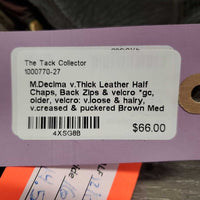 The Tack Collector
1000770-27
M.Decima v.Thick Leather Half
Chaps, Back Zips & velcro *gc,
older, velcro: v.loose & hairy,
v.creased & puckered Brown Med
4XSG8B
$66.00